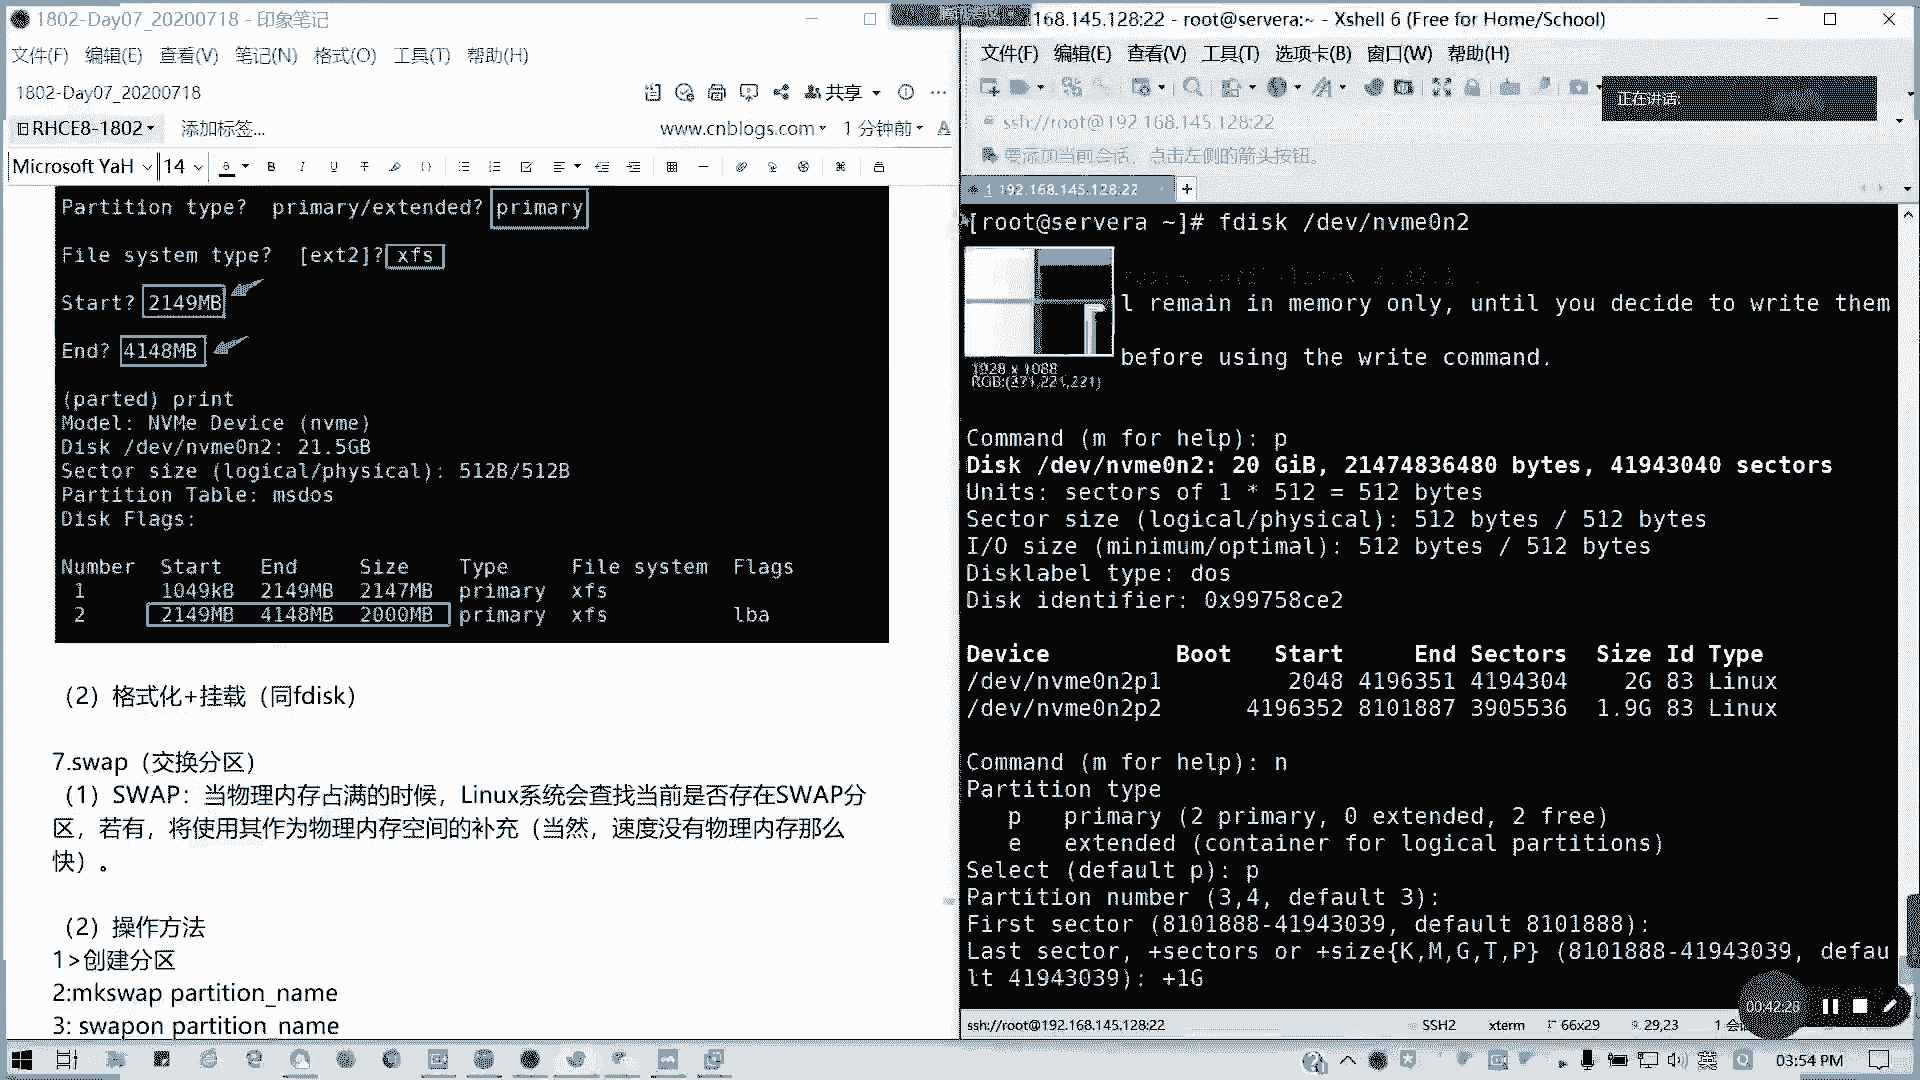 1802-Day07_20200718 - 印象笔记
文件(F) 编辑(E) 查看(V) 笔记(N) 格式(O) 工具(T) 帮助(H)
1802-Day07_20200718
共享
RHCE8-1802 添加标签...
www.cnblogs.com 1 分钟前
Microsoft YaH 14
Partition type? primary/extended? primary
File system type? [ext2]? xfs
Start? 2149MB
End? 4148MB
(parted) print
Model: NVMe Device (nvme)
Disk /dev/nvme0n2: 21.5GB
Sector size (logical/physical): 512B/512B
Partition Table: msdos
Disk Flags:
Number Start End Size Type File system Flags
1 1049kB 2149MB 2147MB primary xfs
2 2149MB 4148MB 2000MB primary xfs lba
（2）格式化+挂载（同fdisk）
7.swap（交换分区）
（1）SWAP：当物理内存占满的时候，Linux系统会查找当前是否存在SWAP分
区，若有，将使用其作为物理内存空间的补充（当然，速度没有物理内存那么
快）。
（2）操作方法
1>创建分区
2:mkswap partition_name
3: swapon partition_name
168.145.128:22 - root@servera:~ - Xshell 6 (Free for Home/School)
文件(F) 编辑(E) 查看(V) 工具(T) 选项卡(B) 窗口(W) 帮助(H)
正在讲话:
ssh://root@192.168.145.128:22
要添加当前会话，点击左侧的箭头按钮。
1 192.168.145.128:22
[root@servera ~]# fdisk /dev/nvme0n2
l remain in memory only, until you decide to write them
before using the write command.
1928 x 1088
Command (m for help): p
Disk /dev/nvme0n2: 20 GiB, 21474836480 bytes, 41943040 sectors
Units: sectors of 1 * 512 = 512 bytes
Sector size (logical/physical): 512 bytes / 512 bytes
I/O size (minimum/optimal): 512 bytes / 512 bytes
Disklabel type: dos
Disk identifier: 0x99758ce2
Device Boot Start End Sectors Size Id Type
/dev/nvme0n2p1 2048 4196351 4194304 2G 83 Linux
/dev/nvme0n2p2 4196352 8101887 3905536 1.9G 83 Linux
Command (m for help): n
Partition type
p primary (2 primary, 0 extended, 2 free)
e extended (container for logical partitions)
Select (default p): p
Partition number (3,4, default 3):
First sector (8101888-41943039, default 8101888):
Last sector, +sectors or +size{K,M,G,T,P} (8101888-41943039, defau
lt 41943039): +1G
00:42:28
ssh://root@192.168.145.128:22 SSH2 xterm 66x29 29,23
英 03:54 PM